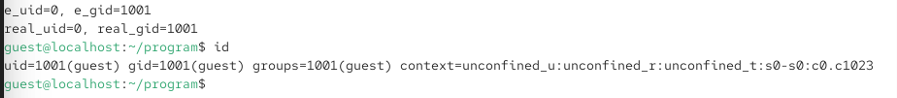 e_uid=0, e_gid=1001
real_uid=0, real_gid=1001
guest@localhost:~/program$ id
uid=1001(guest) gid=1001(guest) groups=1001(guest) context=unconfined_u:unconfined_r:unconfined_t:s0-s0:c0.c1023
guest@localhost:~/program$